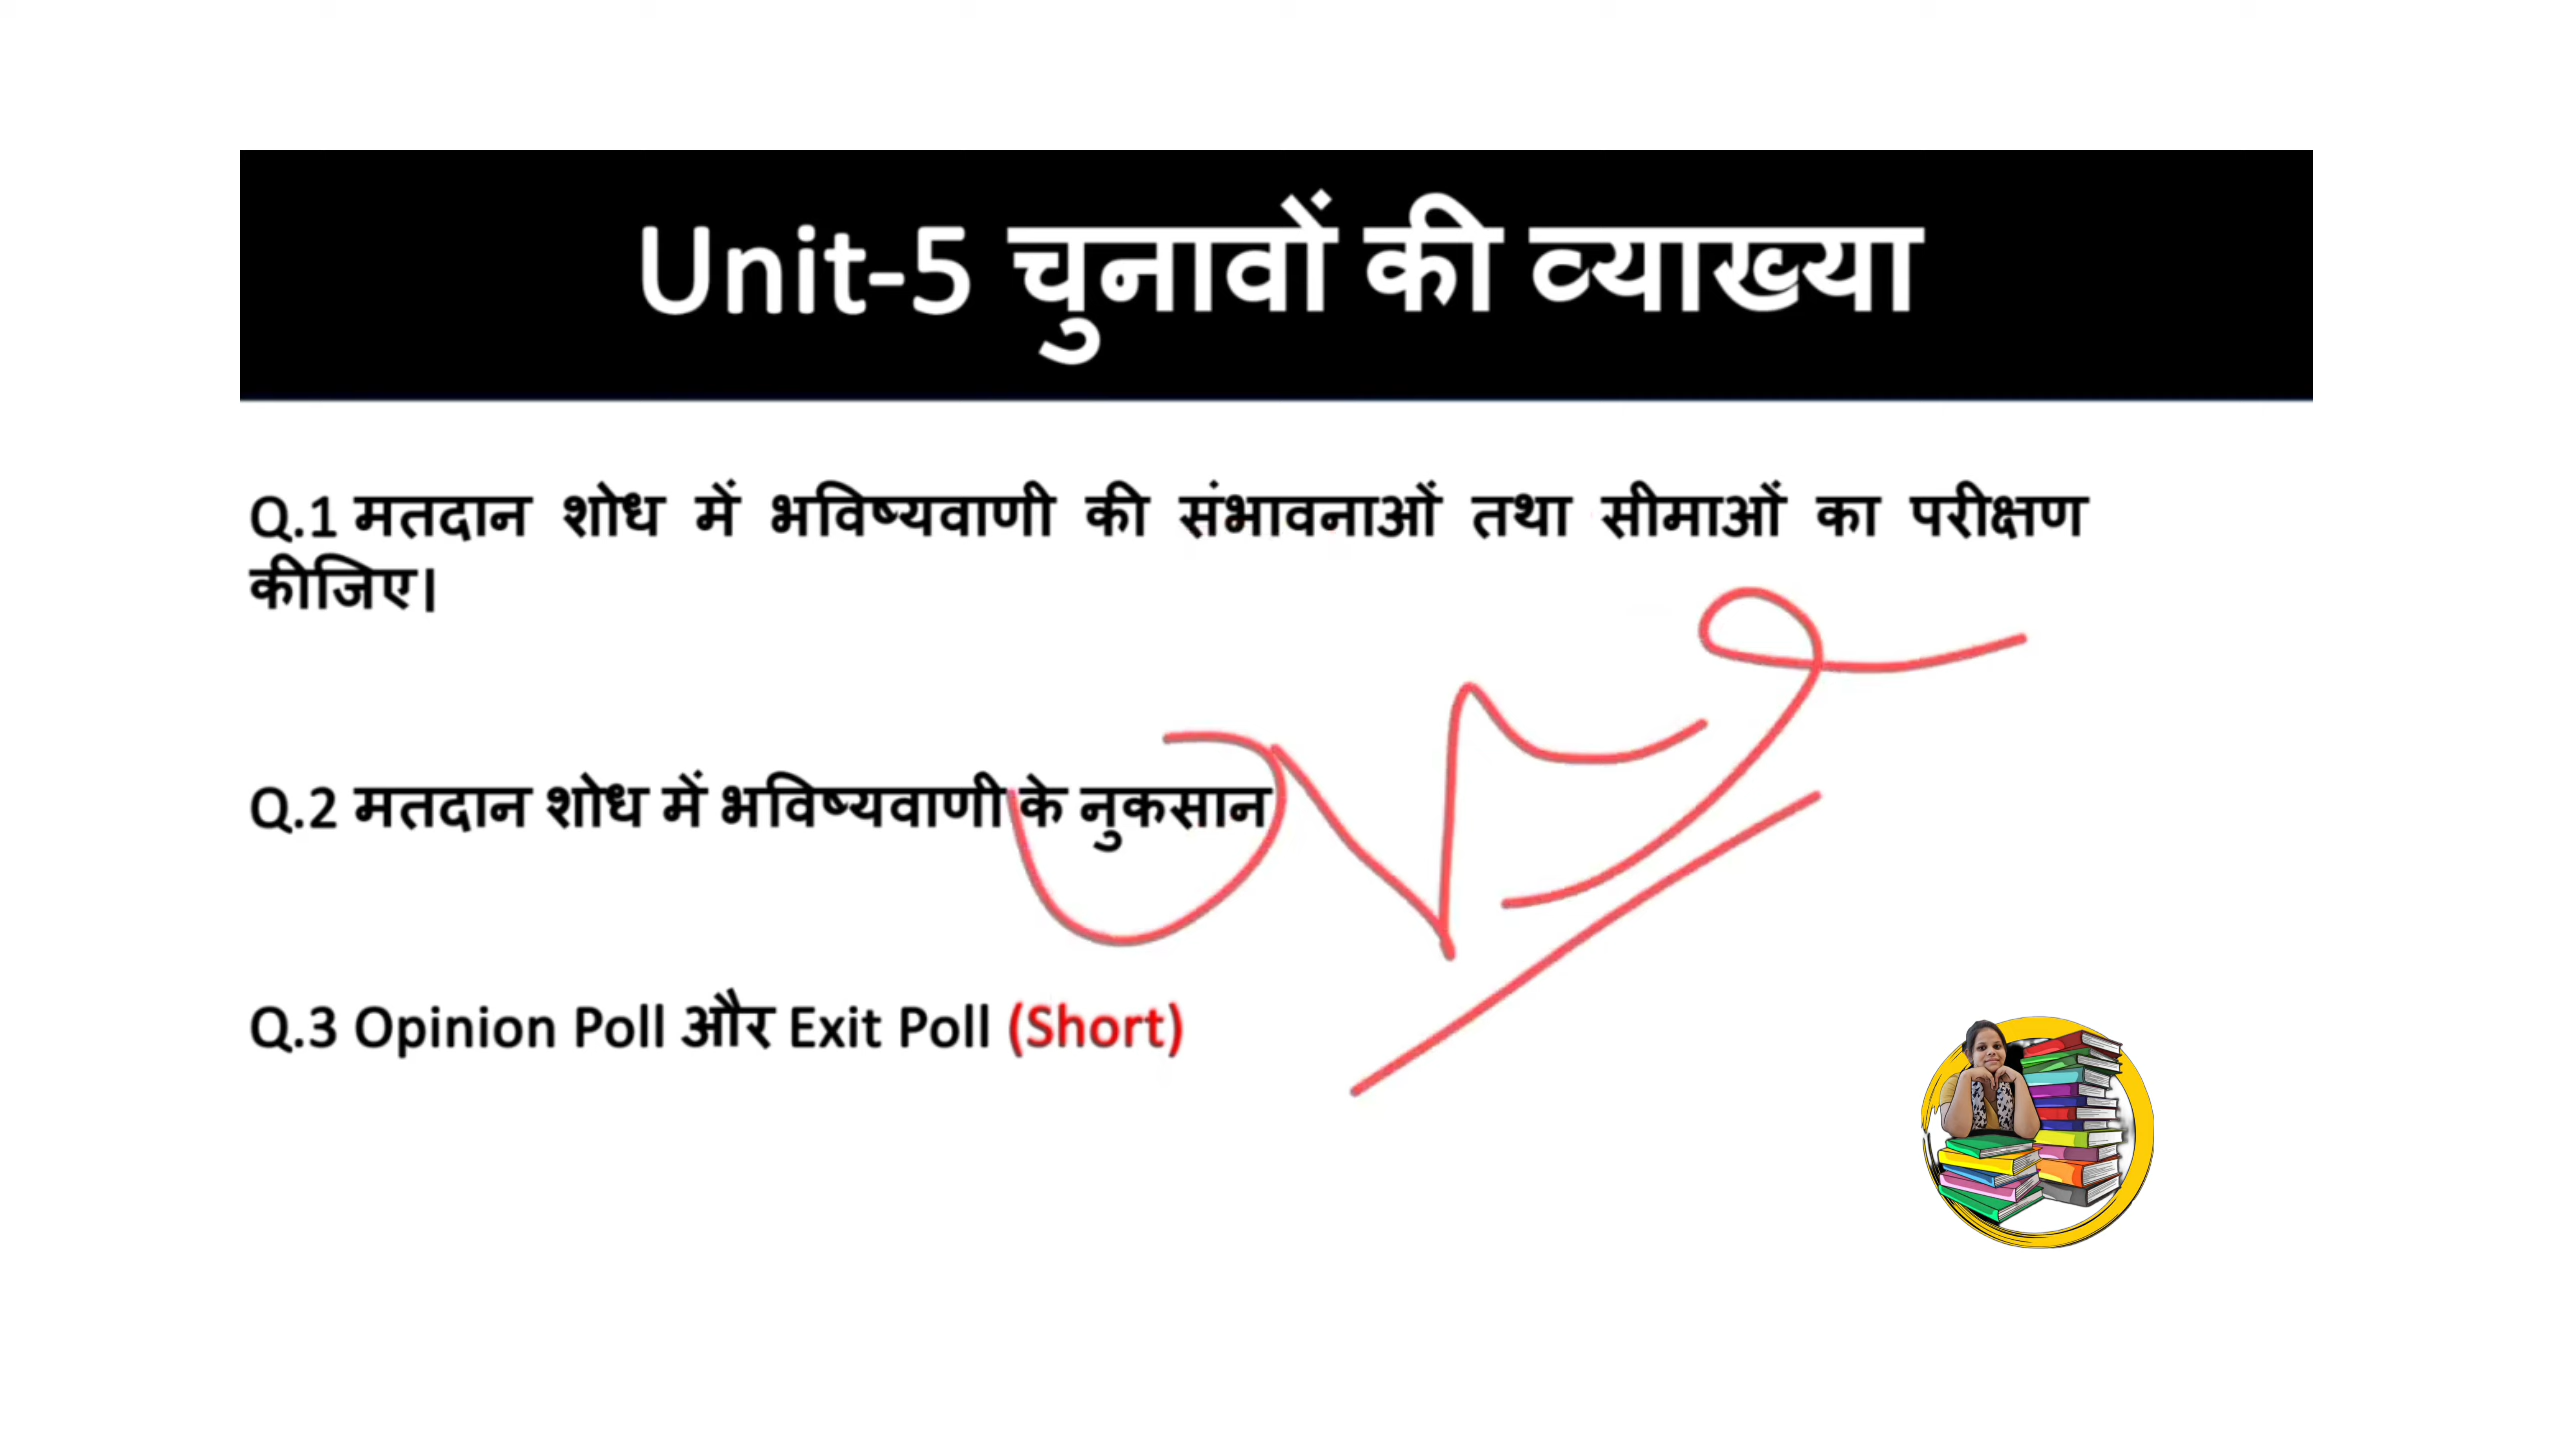 Unit-5 चुनावों की व्याख्या
Q.1 मतदान शोध में भविष्यवाणी की संभावनाओं तथा सीमाओं का परीक्षण
कीजिए।
Q.2 मतदान शोध में भविष्यवाणी के नुकसान
Q.3 Opinion Poll और Exit Poll (Short)